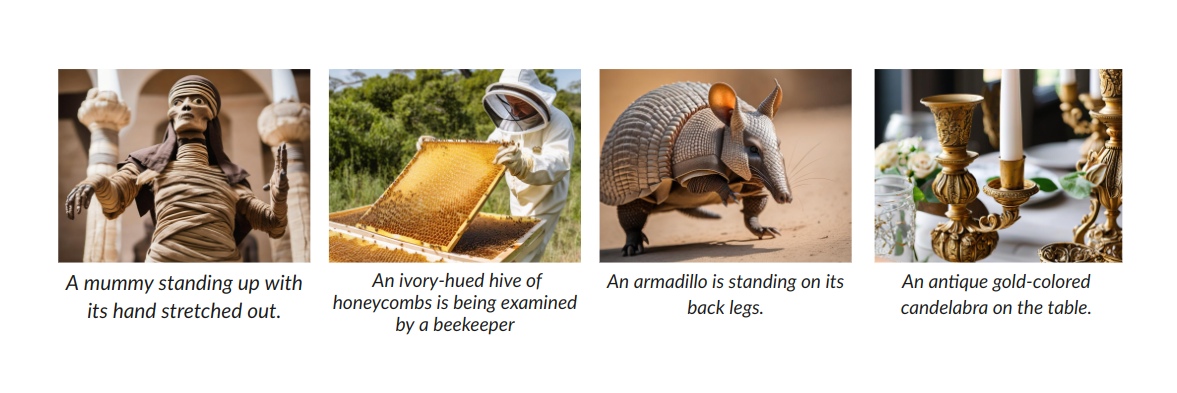 A mummy standing up with
its hand stretched out.
An ivory-hued hive of
honeycombs is being examined
by a beekeeper
An armadillo is standing on its
back legs.
An antique gold-colored
candelabra on the table.